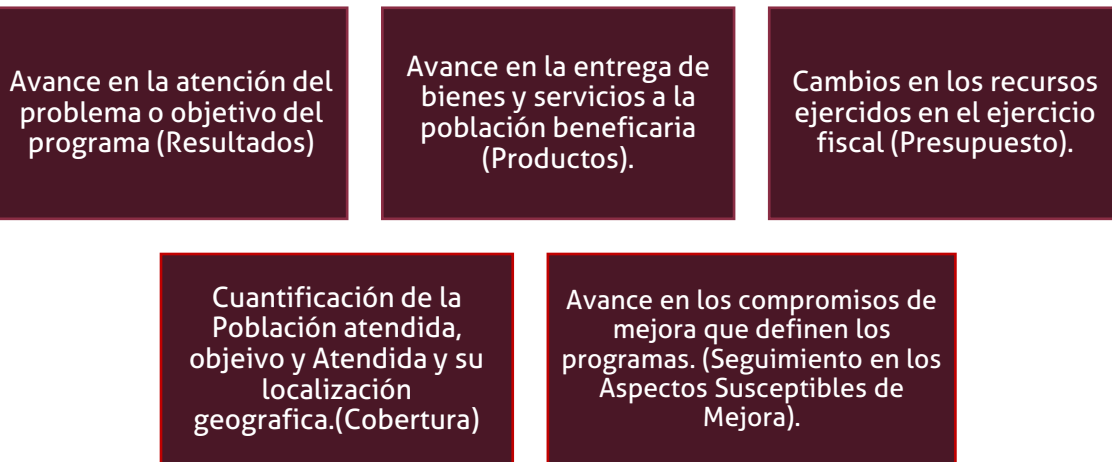 Avance en la atención del
problema o objetivo del
programa (Resultados)
Avance en la entrega de
bienes y servicios a la
población beneficaria
(Productos).
Cambios en los recursos
ejercidos en el ejercicio
fiscal (Presupuesto).
Cuantificación de la
Población atendida,
objeivo y Atendida y su
localización
geografica.(Cobertura)
Avance en los compromisos de
mejora que definen los
programas. (Seguimiento en los
Aspectos Susceptibles de
Mejora).